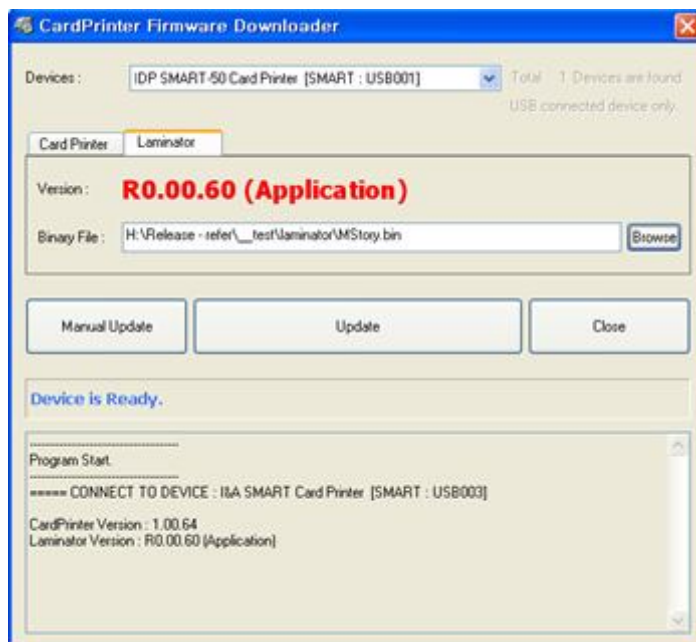 CardPrinter Firmware Downloader
Devices : IDP SMART-50 Card Printer [SMART : USB001] Total 1 Devices are found
USB connected device only.
Card Printer Laminator
Version : R0.00.60 (Application)
Binary File : H:\Release - refer\__test\laminator\MStory.bin Browse
Manual Update Update Close
Device is Ready.
----------------------------------
Program Start.
----------------------------------
===== CONNECT TO DEVICE : I&A SMART Card Printer [SMART : USB003]
CardPrinter Version : 1.00.64
Laminator Version : R0.00.60 (Application)